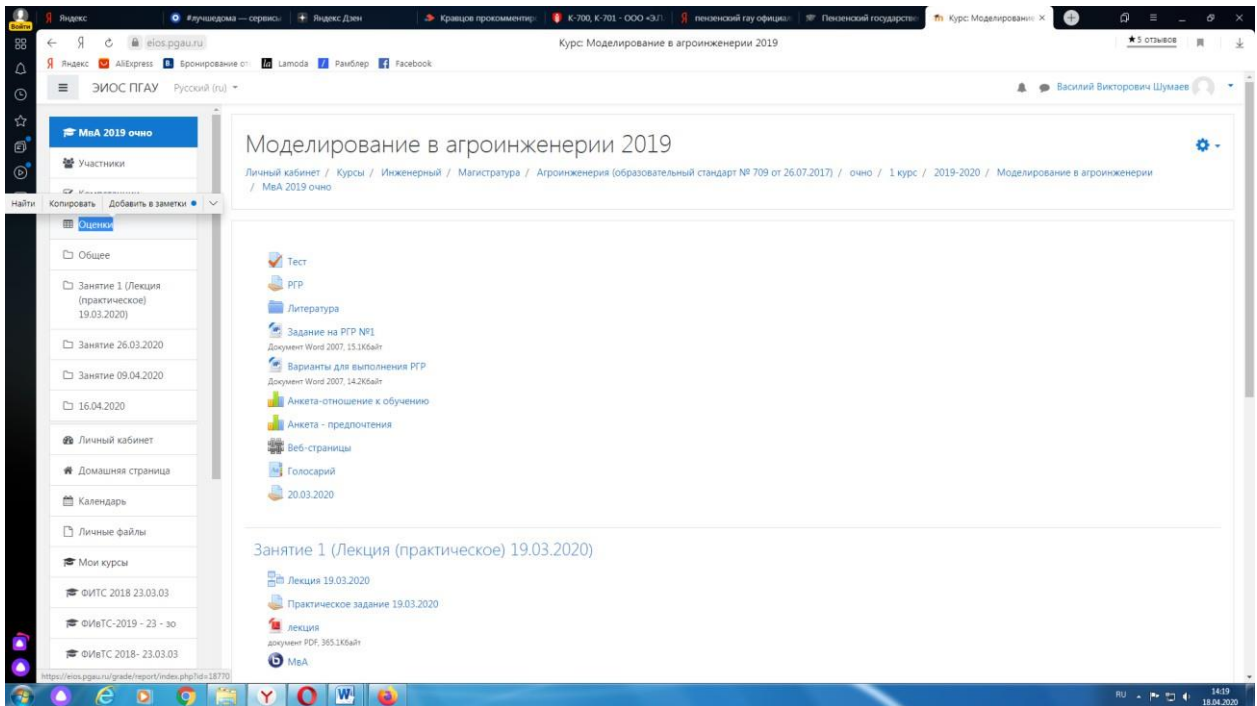 Войти
Яндекс
#лучшедома — сервисы
Яндекс Дзен
Кравцов прокомментиро
К-700, К-701 - ООО «ЗЛ
пензенский гау официал
Пензенский государстве
Курс: Моделирование
eios.pgau.ru
Курс: Моделирование в агроинженерии 2019
★ 5 отзывов
Яндекс
AliExpress
Бронирование от
Lamoda
Рамблер
Facebook
ЭИОС ПГАУ
Русский (ru)
Василий Викторович Шумаев
МвА 2019 очно
Участники
Компетенции
Найти
Копировать
Добавить в заметки
Оценки
Общее
Занятие 1 (Лекция
(практическое)
19.03.2020)
Занятие 26.03.2020
Занятие 09.04.2020
16.04.2020
Личный кабинет
Домашняя страница
Календарь
Личные файлы
Мои курсы
ФИТС 2018 23.03.03
ФИвТС-2019 - 23 - зо
ФИвТС 2018- 23.03.03
https://eios.pgau.ru/grade/report/index.php?id=18770
Моделирование в агроинженерии 2019
Личный кабинет / Курсы / Инженерный / Магистратура / Агроинженерия (образовательный стандарт № 709 от 26.07.2017) / очно / 1 курс / 2019-2020 / Моделирование в агроинженерии
/ МвА 2019 очно
Тест
РГР
Литература
Задание на РГР №1
Документ Word 2007, 15.1Кбайт
Варианты для выполнения РГР
Документ Word 2007, 14.2Кбайт
Анкета-отношение к обучению
Анкета - предпочтения
Веб-страницы
Голосарий
20.03.2020
Занятие 1 (Лекция (практическое) 19.03.2020)
Лекция 19.03.2020
Практическое задание 19.03.2020
лекция
документ PDF, 365.1Кбайт
МвА
RU
14:19
18.04.2020